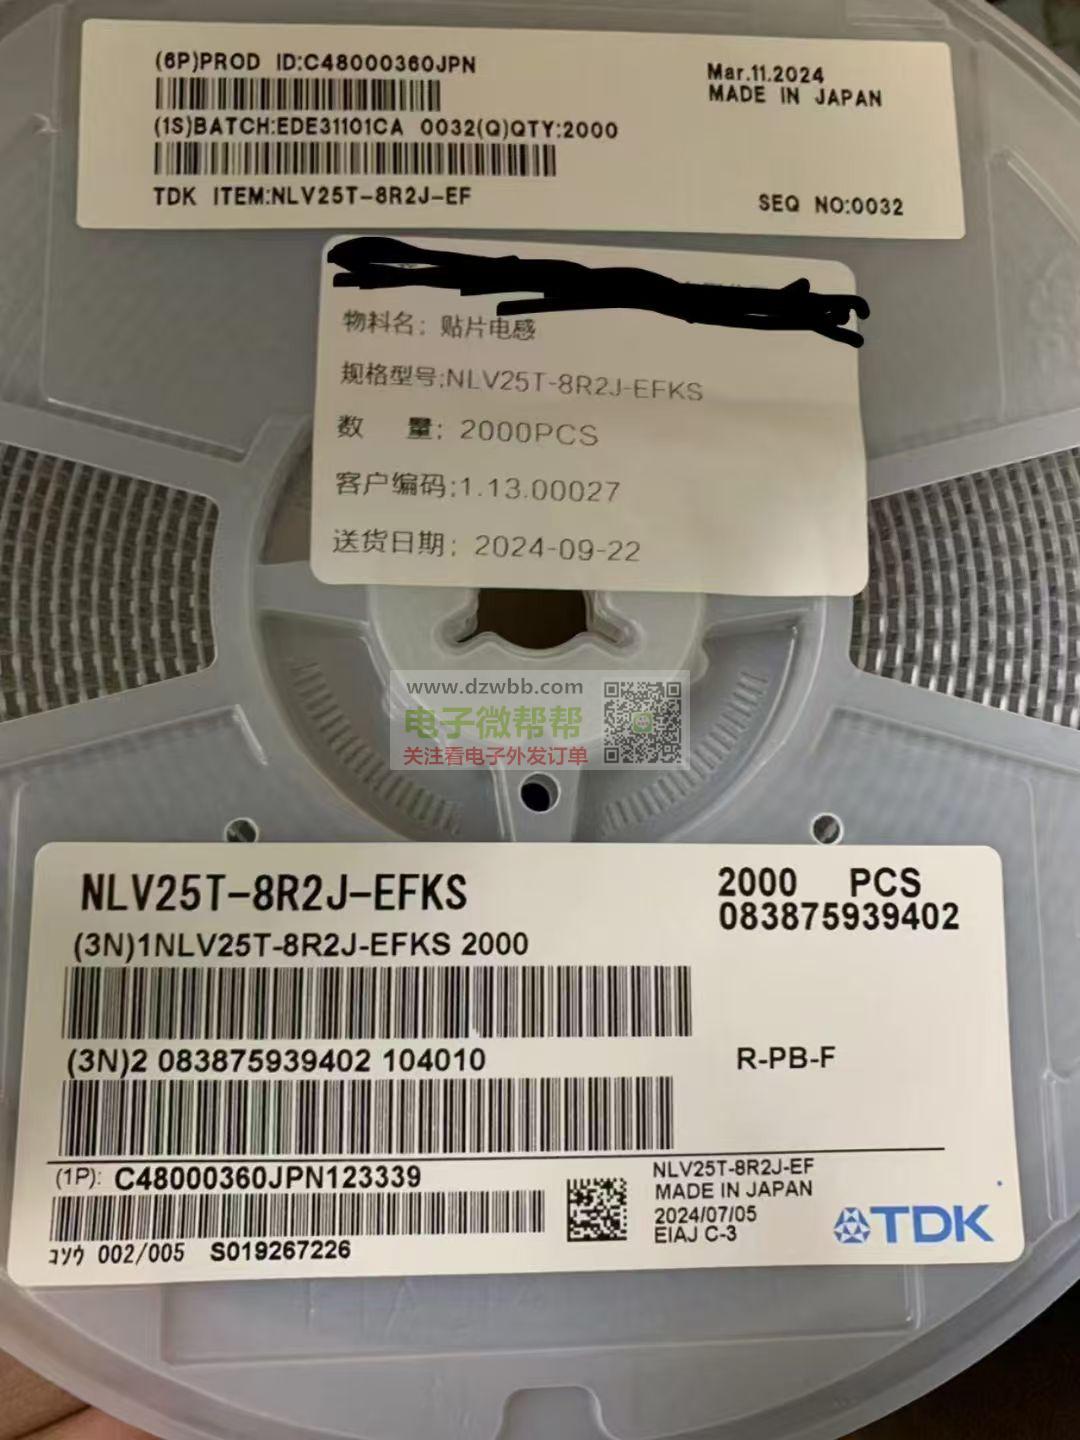 (6P)PROD ID:C48000360JPN
Mar.11.2024
MADE IN JAPAN
(1S)BATCH:EDE31101CA 0032(Q)QTY:2000
TDK ITEM:NLV25T-8R2J-EF
SEQ NO:0032
物料名：贴片电感
规格型号:NLV25T-8R2J-EFKS
数 量：2000PCS
客户编码:1.13.00027
送货日期：2024-09-22
www.dzwbb.com
电子微帮帮
关注看电子外发订单
NLV25T-8R2J-EFKS
2000 PCS
083875939402
(3N)1NLV25T-8R2J-EFKS 2000
(3N)2 083875939402 104010
R-PB-F
(1P): C48000360JPN123339
NLV25T-8R2J-EF
MADE IN JAPAN
2024/07/05
EIAJ C-3
TDK
ｺｿｳ 002/005 S019267226